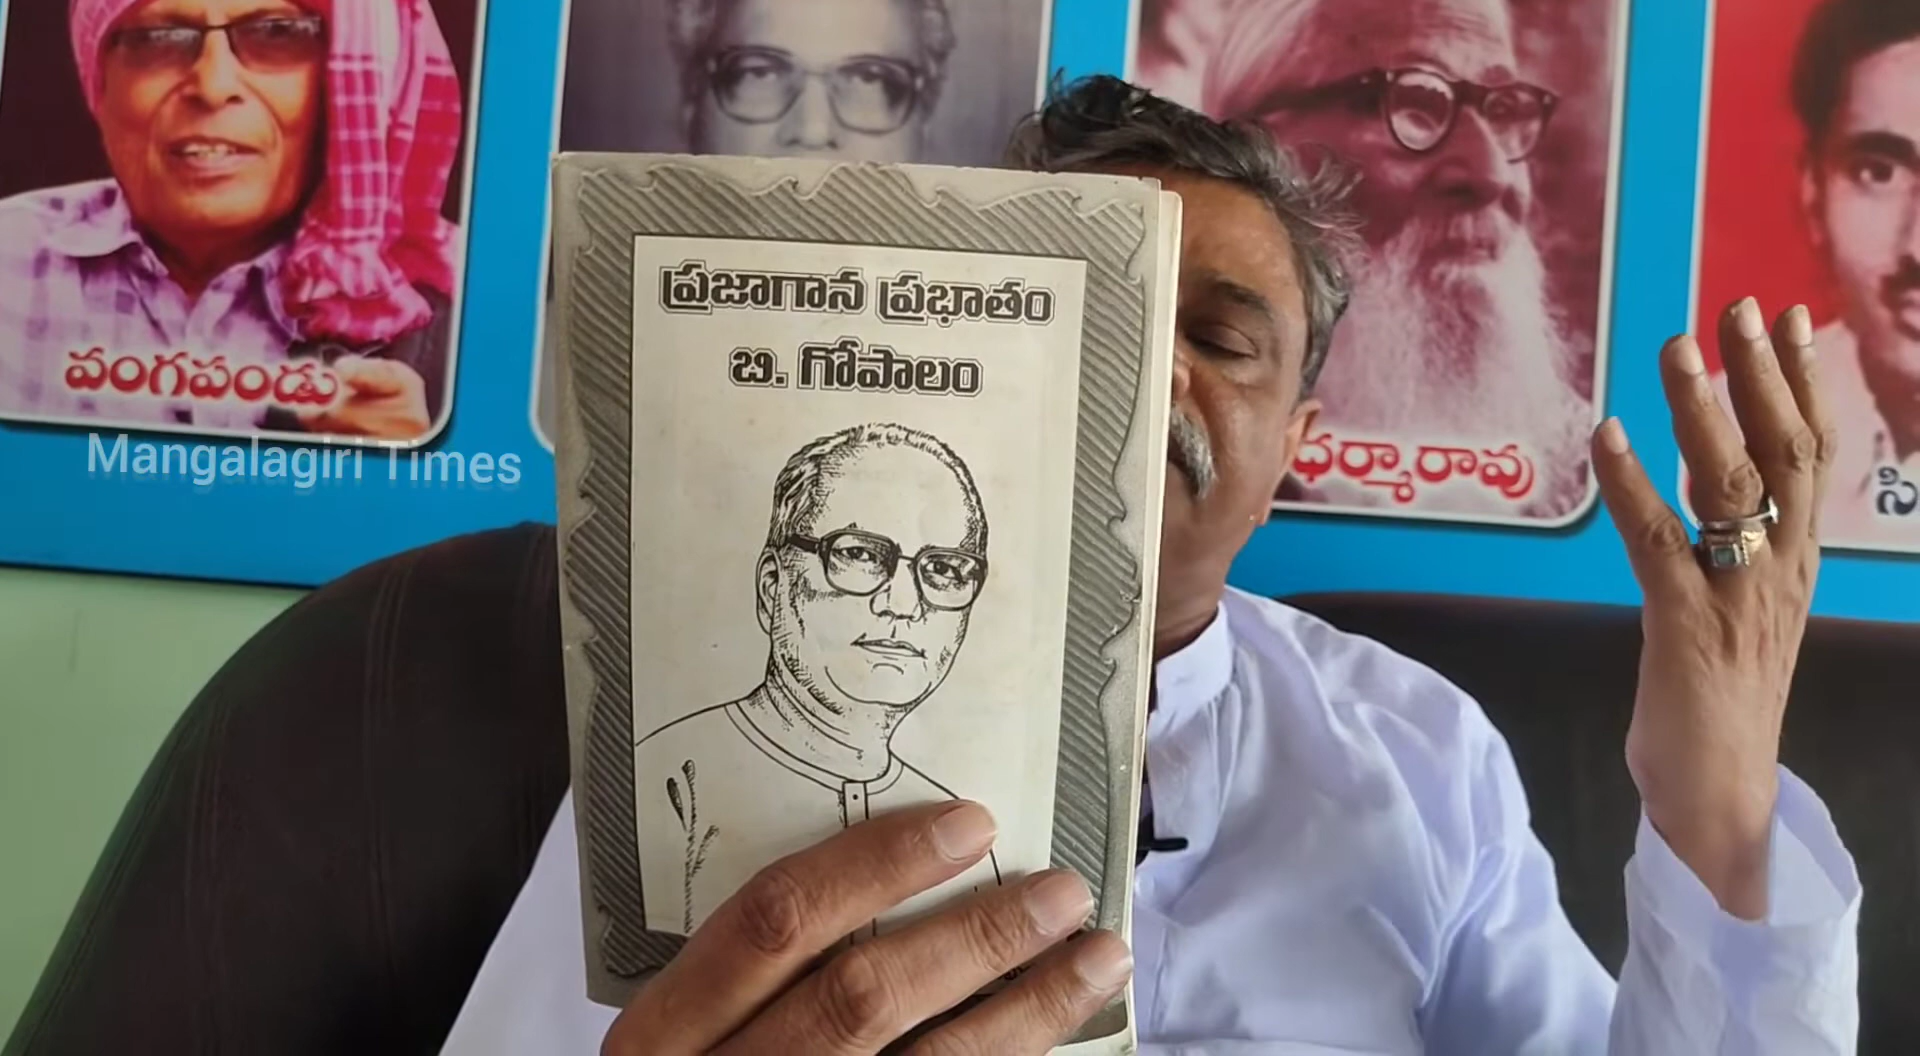 వంగపండు
Mangalagiri Times
ప్రజాగాన ప్రభాతం
బి. గోపాలం
ధర్మారావు
సి